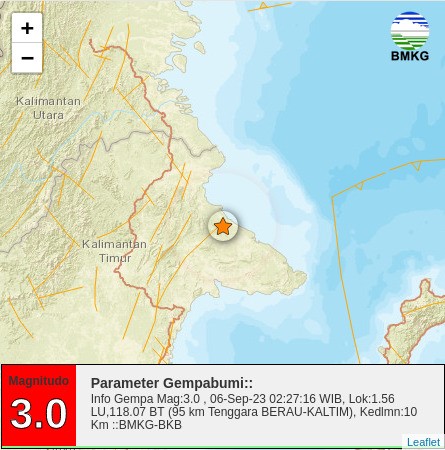 +
−
BMKG
Kalimantan
Utara
Kalimantan
Timur
Magnitudo
3.0
Parameter Gempabumi::
Info Gempa Mag:3.0 , 06-Sep-23 02:27:16 WIB, Lok:1.56
LU,118.07 BT (95 km Tenggara BERAU-KALTIM), Kedlmn:10
Km ::BMKG-BKB
Leaflet